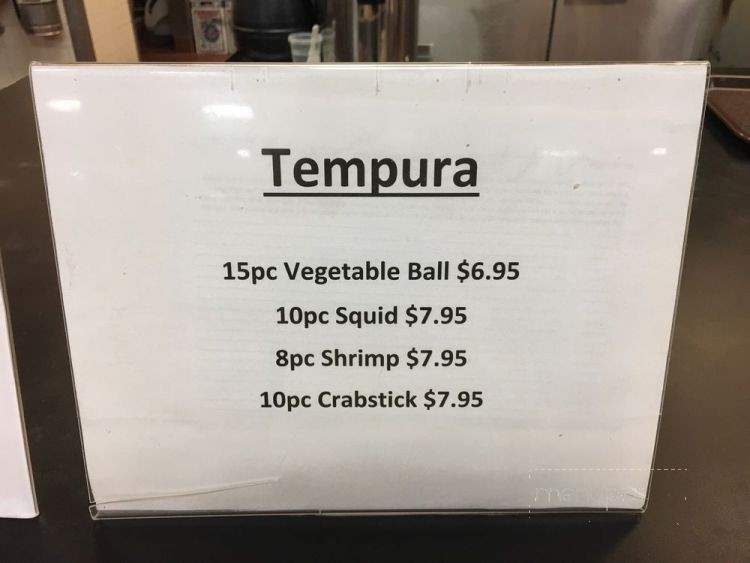 Tempura
15pc Vegetable Ball $6.95
10pc Squid $7.95
8pc Shrimp $7.95
10pc Crabstick $7.95